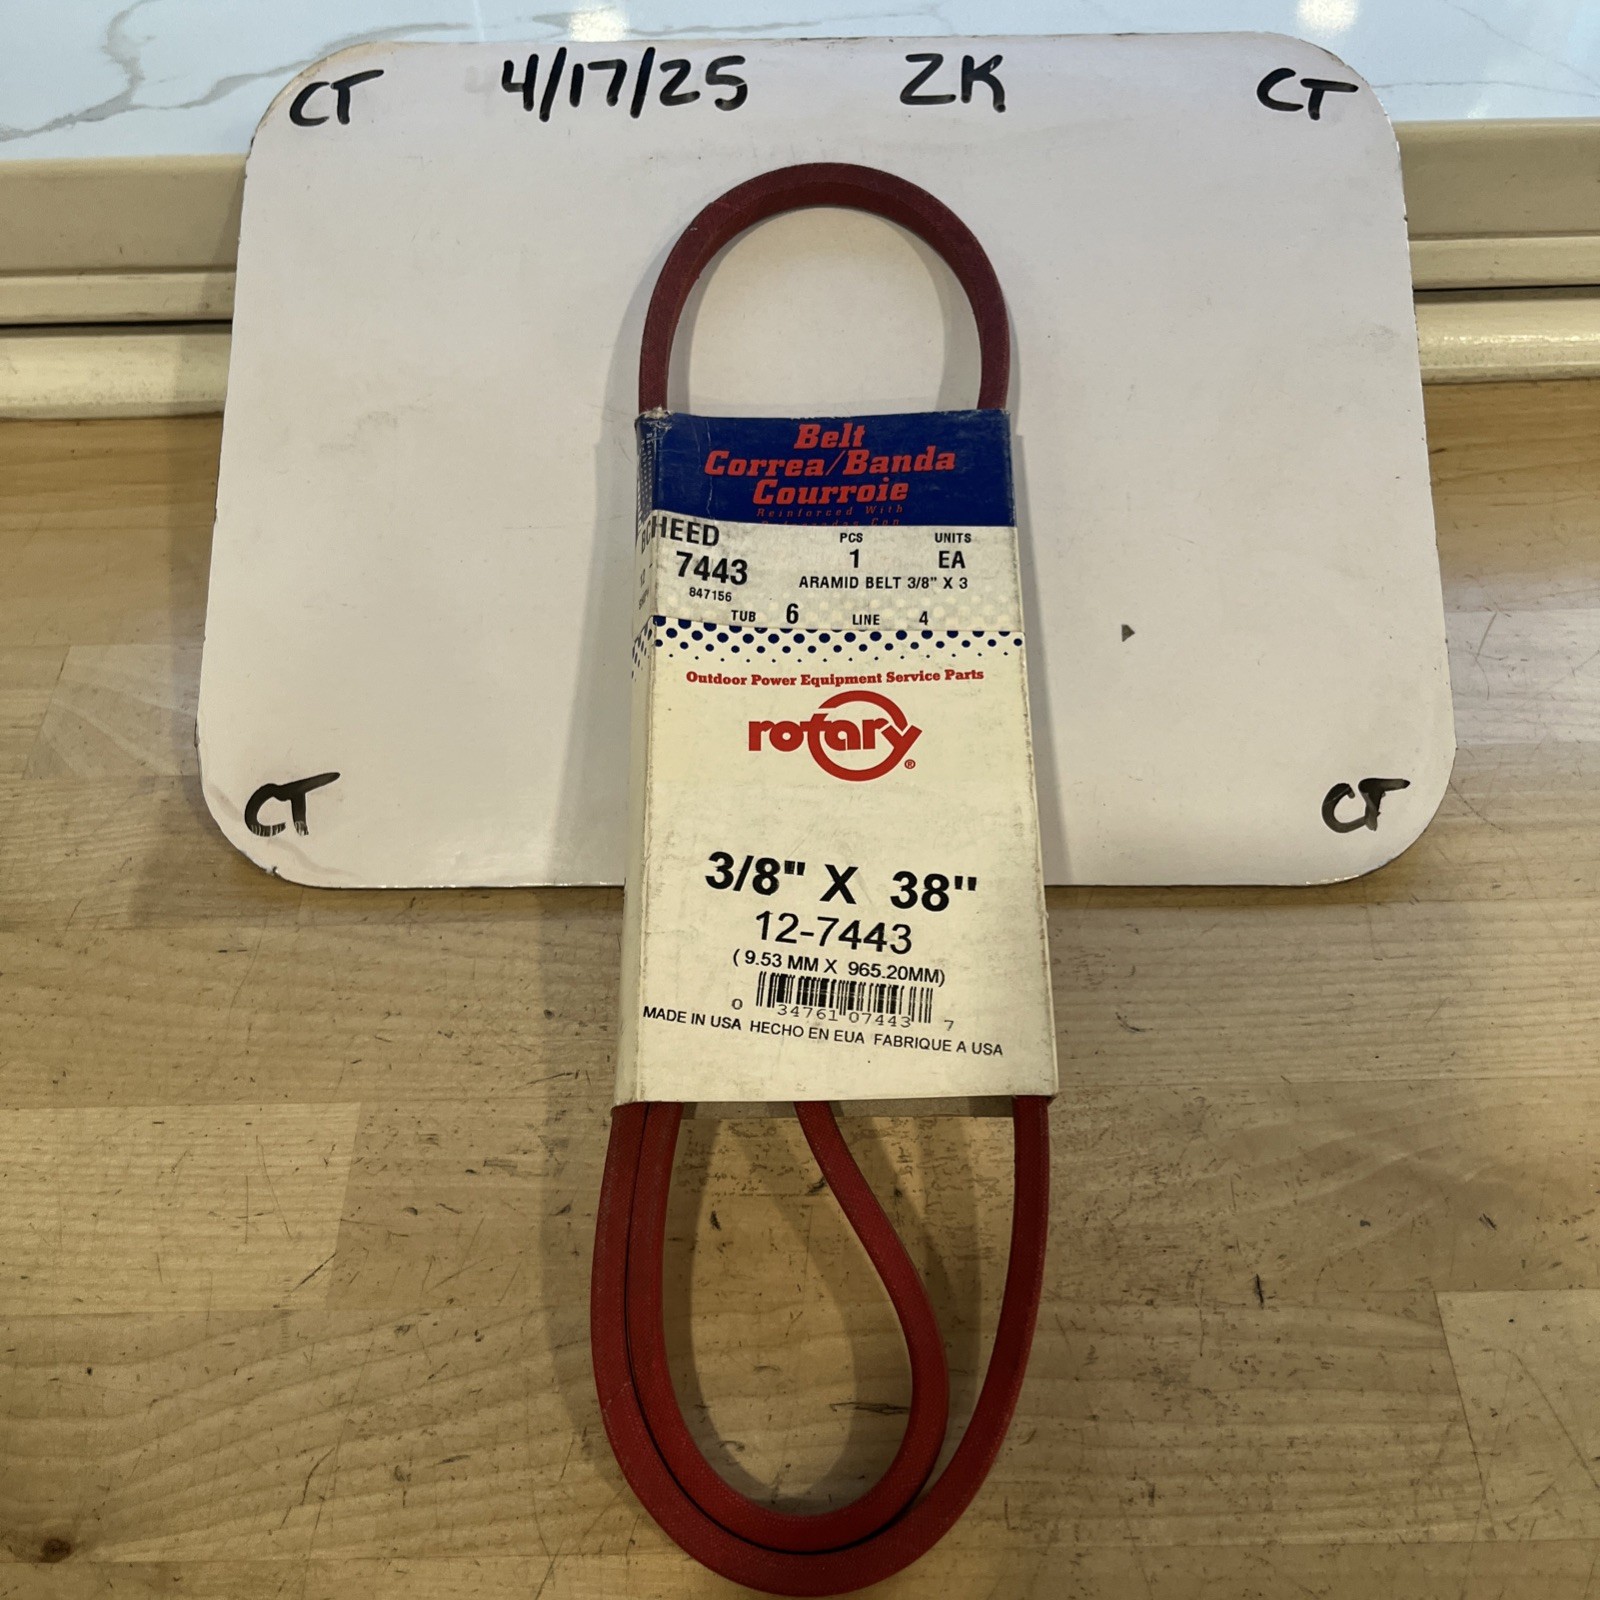 CT 4/17/25 ZK CT
Belt
Correa/Banda
Courroie
Reinforced With
HEED PCS UNITS
7443 1 EA
847156 ARAMID BELT 3/8" X 3
TUB 6 LINE 4
Outdoor Power Equipment Service Parts
rotary®
CT CT
3/8" X 38"
12-7443
( 9.53 MM X 965.20MM)
0 34761 07443 7
MADE IN USA HECHO EN EUA FABRIQUE A USA